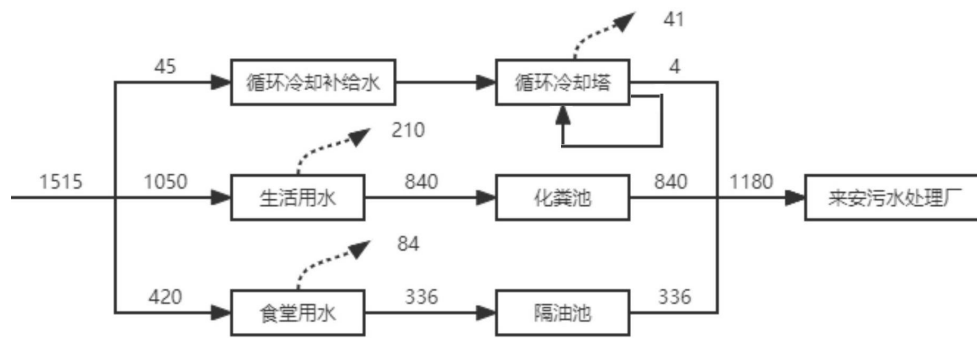 41
45
循环冷却补给水
循环冷却塔
4
210
1515
1050
生活用水
840
化粪池
840
1180
来安污水处理厂
84
420
食堂用水
336
隔油池
336